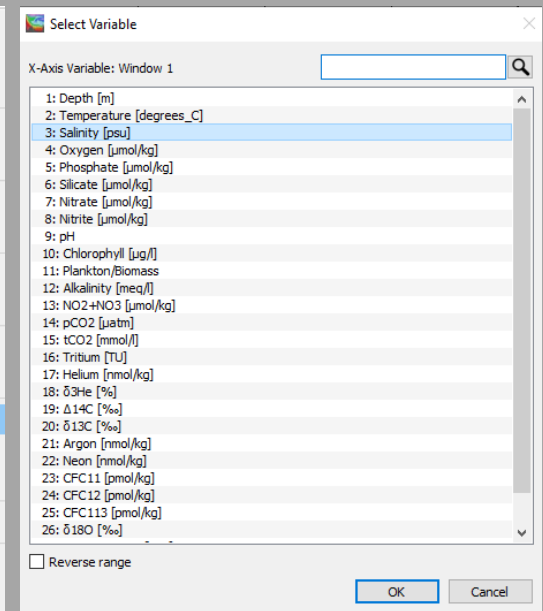 Select Variable
X-Axis Variable: Window 1
1: Depth [m]
2: Temperature [degrees_C]
3: Salinity [psu]
4: Oxygen [μmol/kg]
5: Phosphate [μmol/kg]
6: Silicate [μmol/kg]
7: Nitrate [μmol/kg]
8: Nitrite [μmol/kg]
9: pH
10: Chlorophyll [μg/l]
11: Plankton/Biomass
12: Alkalinity [meq/l]
13: NO2+NO3 [μmol/kg]
14: pCO2 [μatm]
15: tCO2 [mmol/l]
16: Tritium [TU]
17: Helium [nmol/kg]
18: δ3He [%]
19: Δ14C [‰]
20: δ13C [‰]
21: Argon [nmol/kg]
22: Neon [nmol/kg]
23: CFC11 [pmol/kg]
24: CFC12 [pmol/kg]
25: CFC113 [pmol/kg]
26: δ18O [‰]
Reverse range
OK Cancel